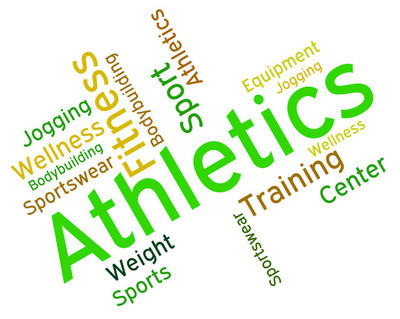 Athletics
Sport
Fitness
Bodybuilding
Equipment
Jogging
Jogging
Wellness
Bodybuilding
Sportswear
Athletics
Wellness
Training
Center
Sportswear
Weight
Sports